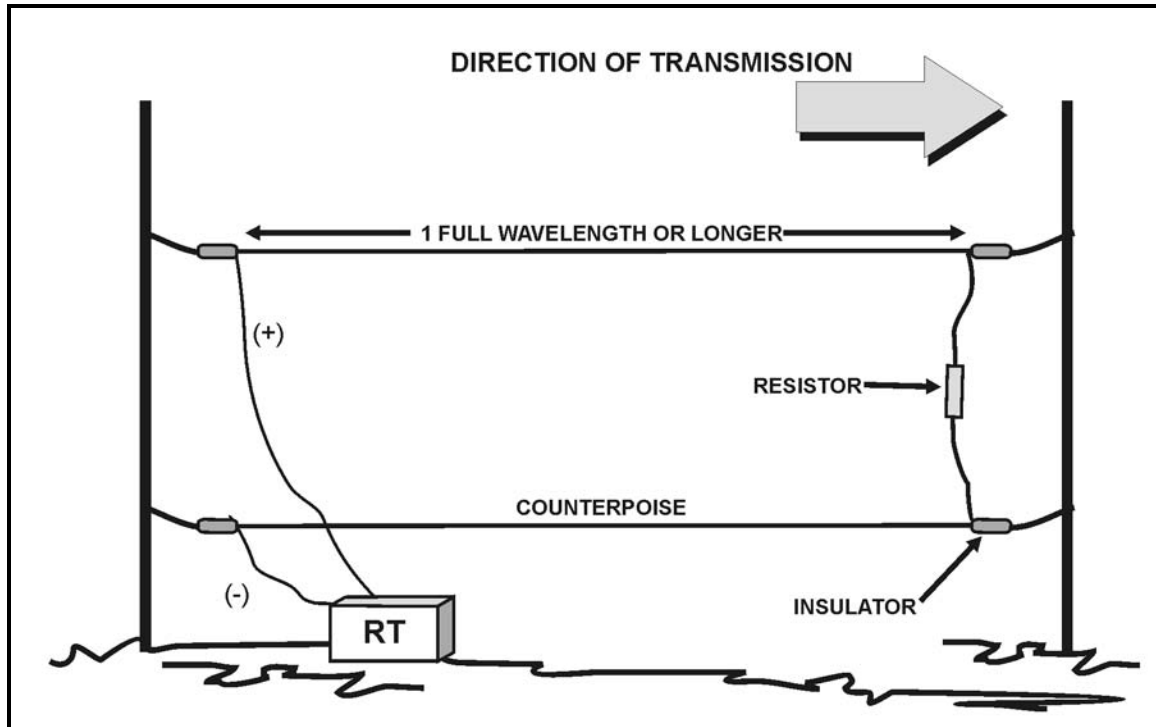 DIRECTION OF TRANSMISSION
1 FULL WAVELENGTH OR LONGER
(+)
RESISTOR
COUNTERPOISE
(-)
INSULATOR
RT